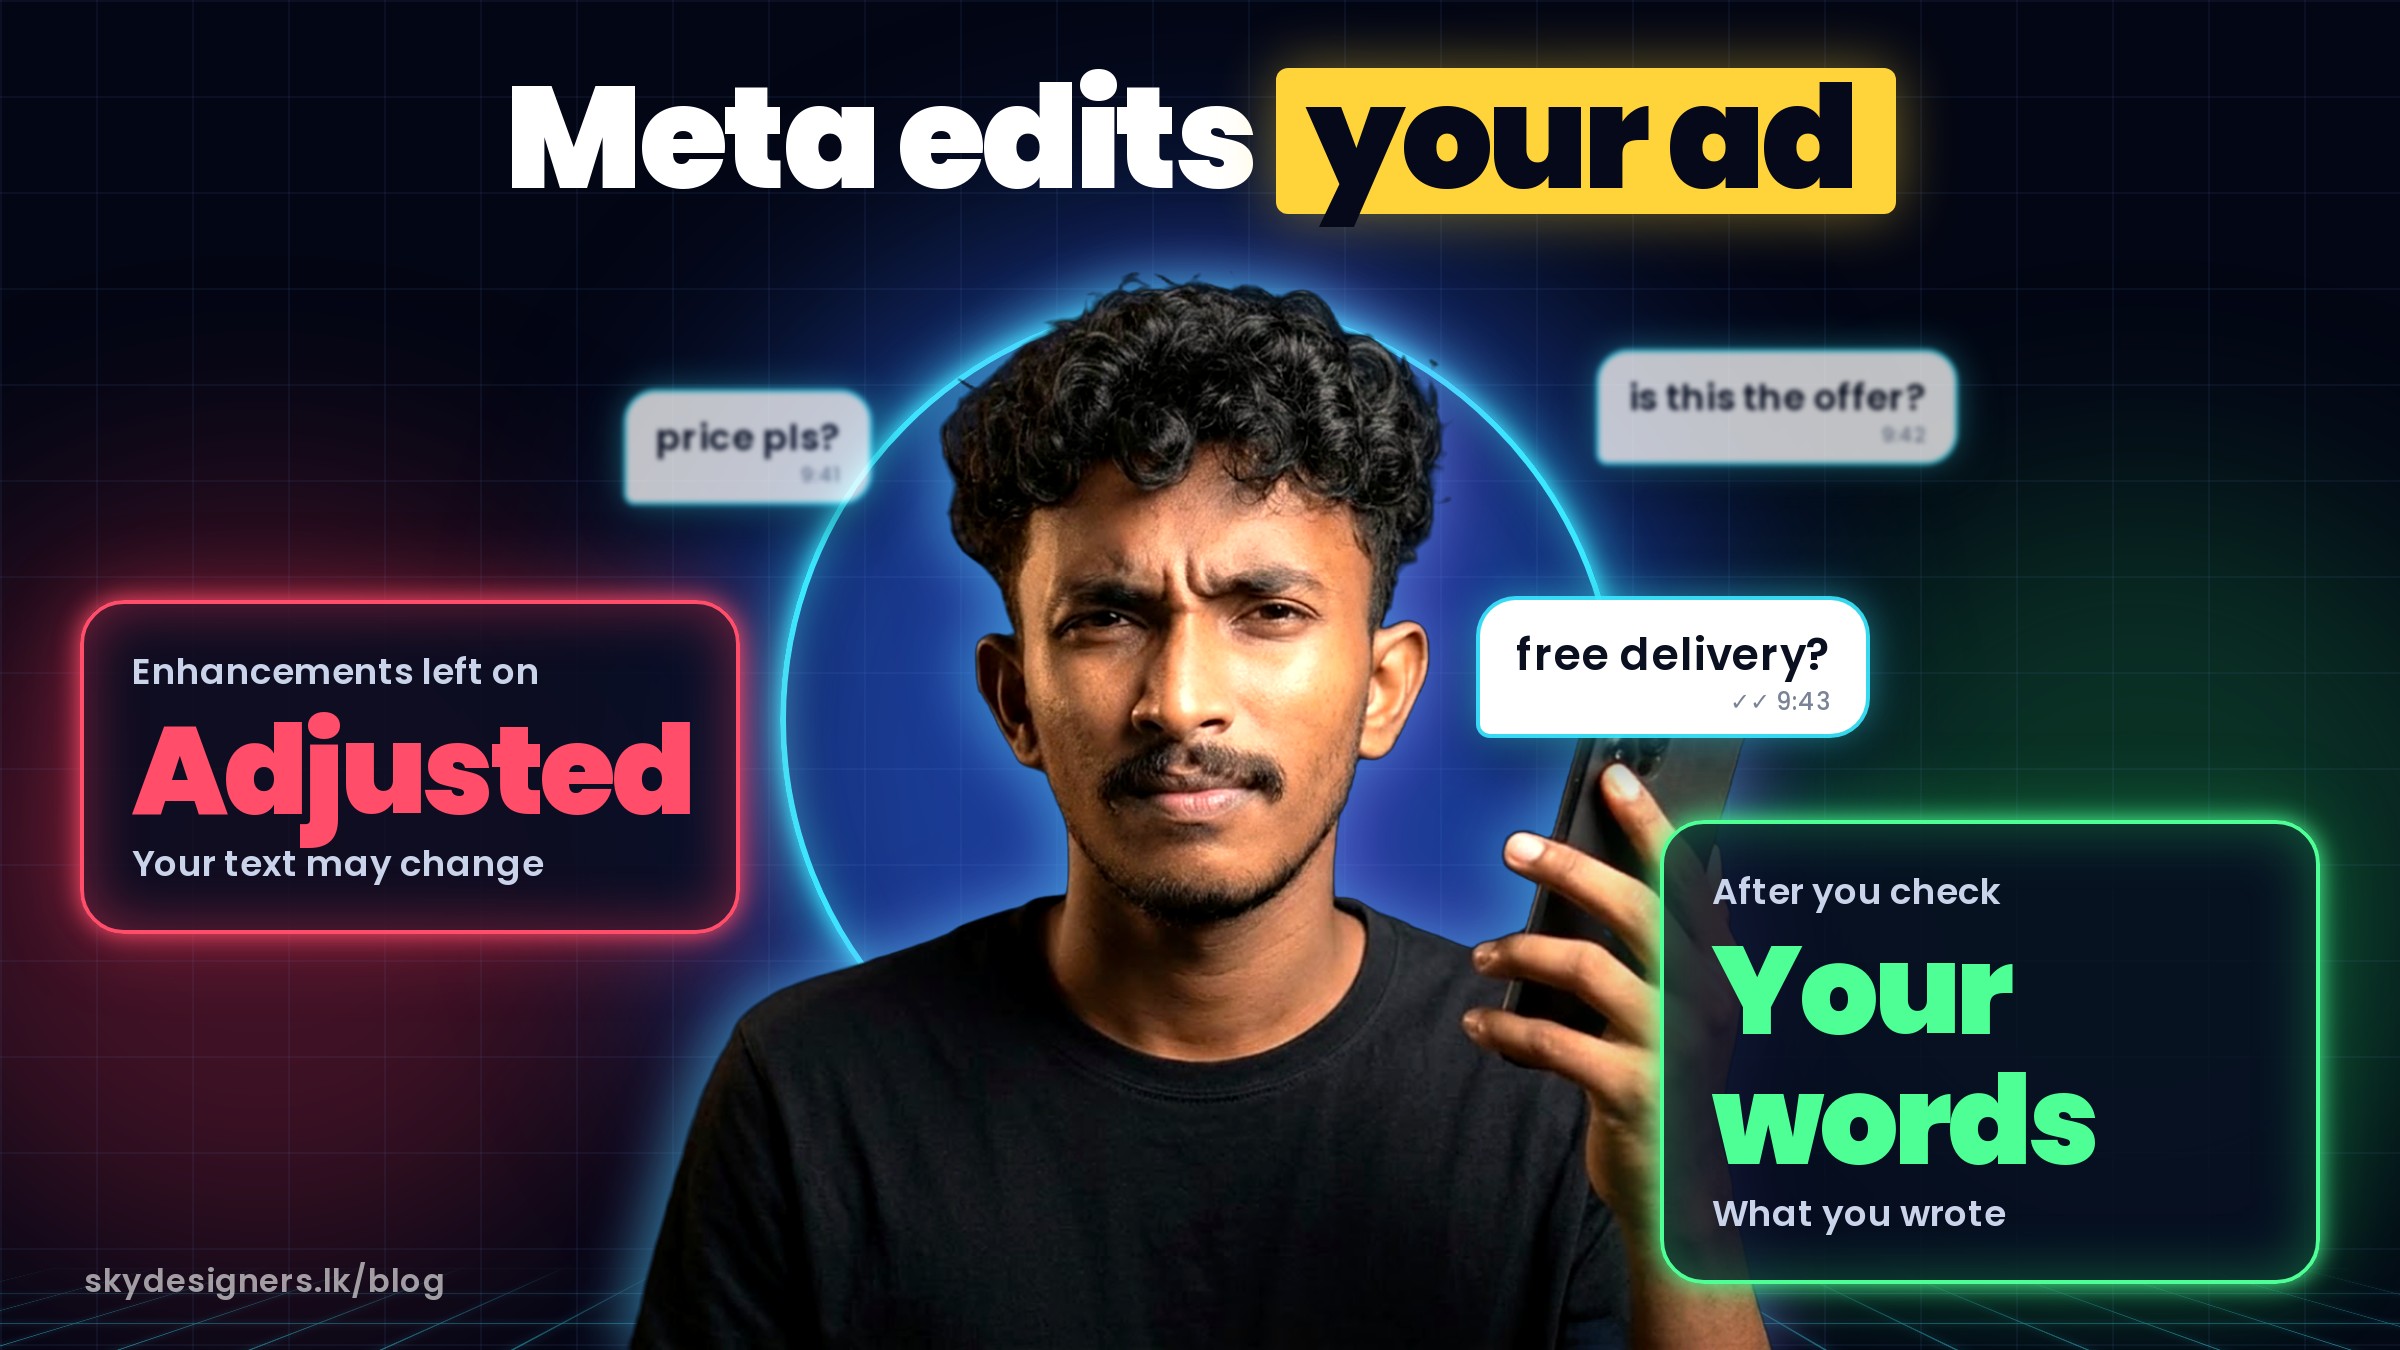 Meta edits your ad
price pls?
9:41
is this the offer?
9:42
free delivery?
✓✓ 9:43
Enhancements left on
Adjusted
Your text may change
After you check
Your
words
What you wrote
skydesigners.lk/blog